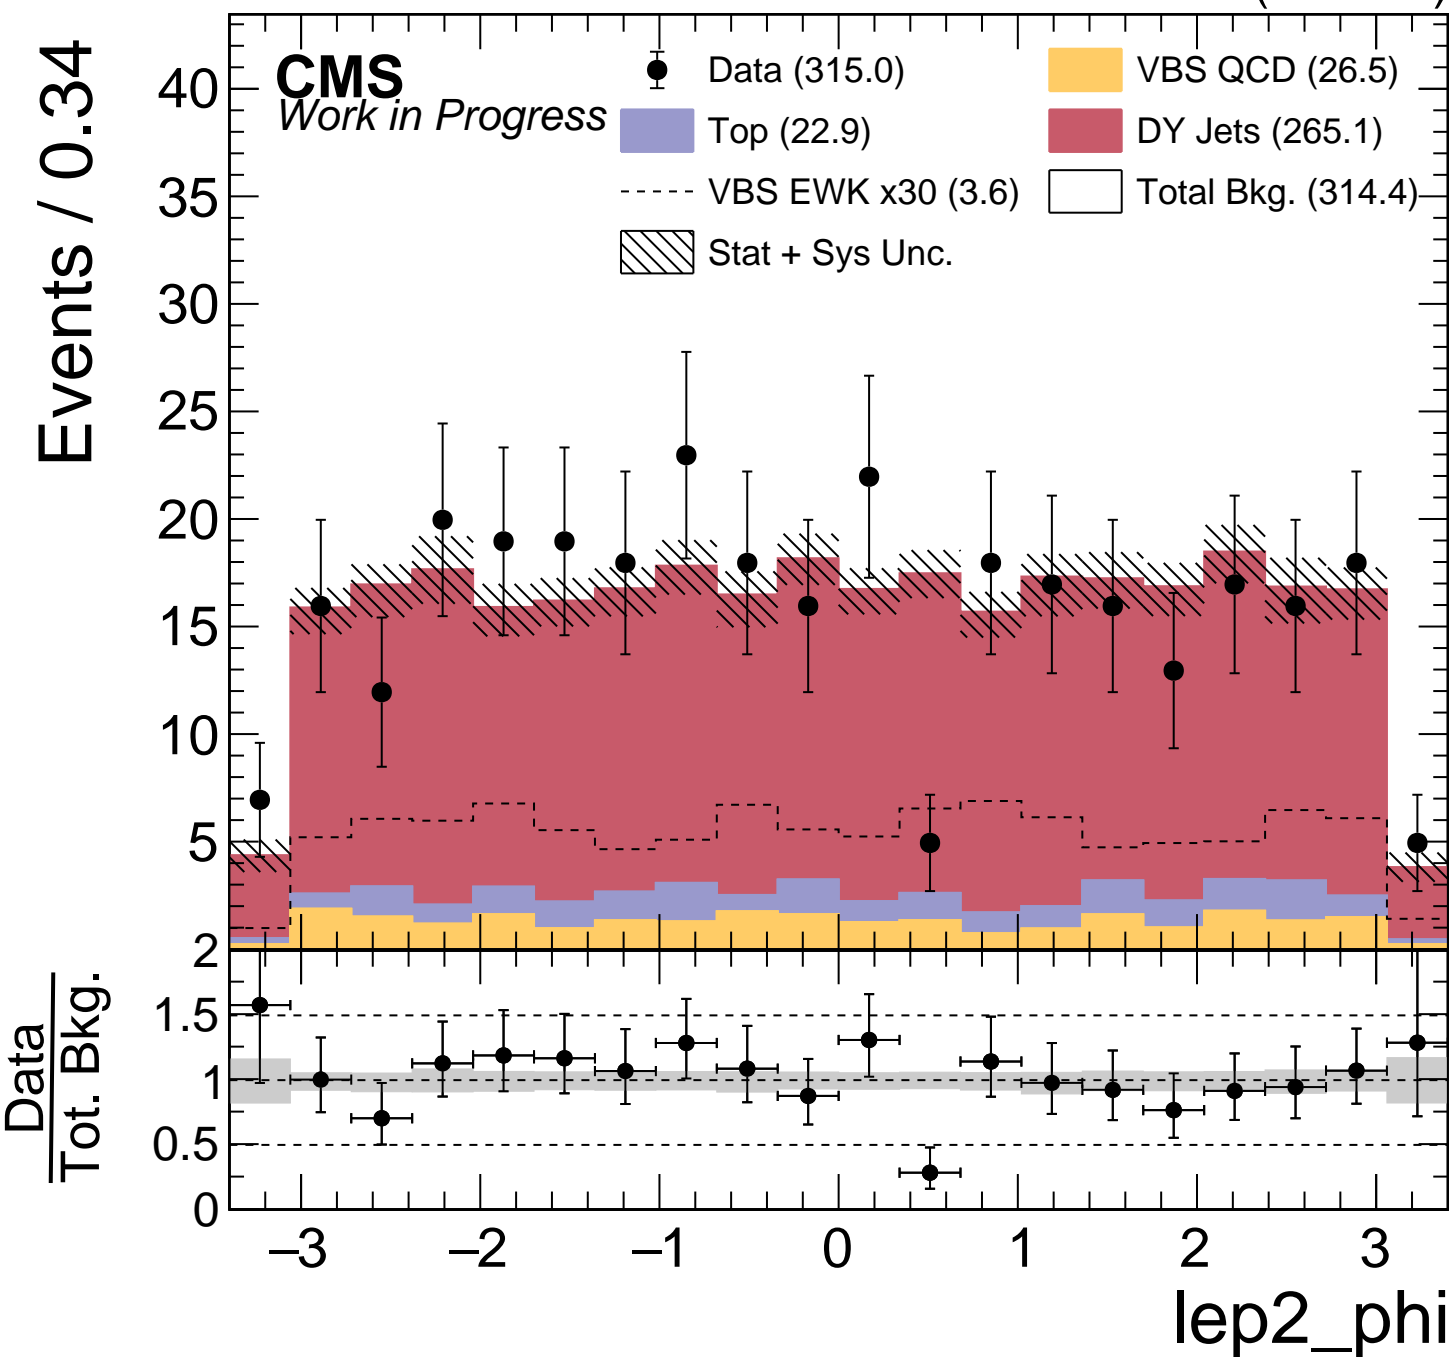 CMS
Work in Progress
Data (315.0)
VBS QCD (26.5)
Top (22.9)
DY Jets (265.1)
VBS EWK x30 (3.6)
Total Bkg. (314.4)
Stat + Sys Unc.
Events / 0.34
40
35
30
25
20
15
10
5
2
1.5
1
0.5
0
Data
Tot. Bkg.
−3 −2 −1 0 1 2 3
lep2_phi